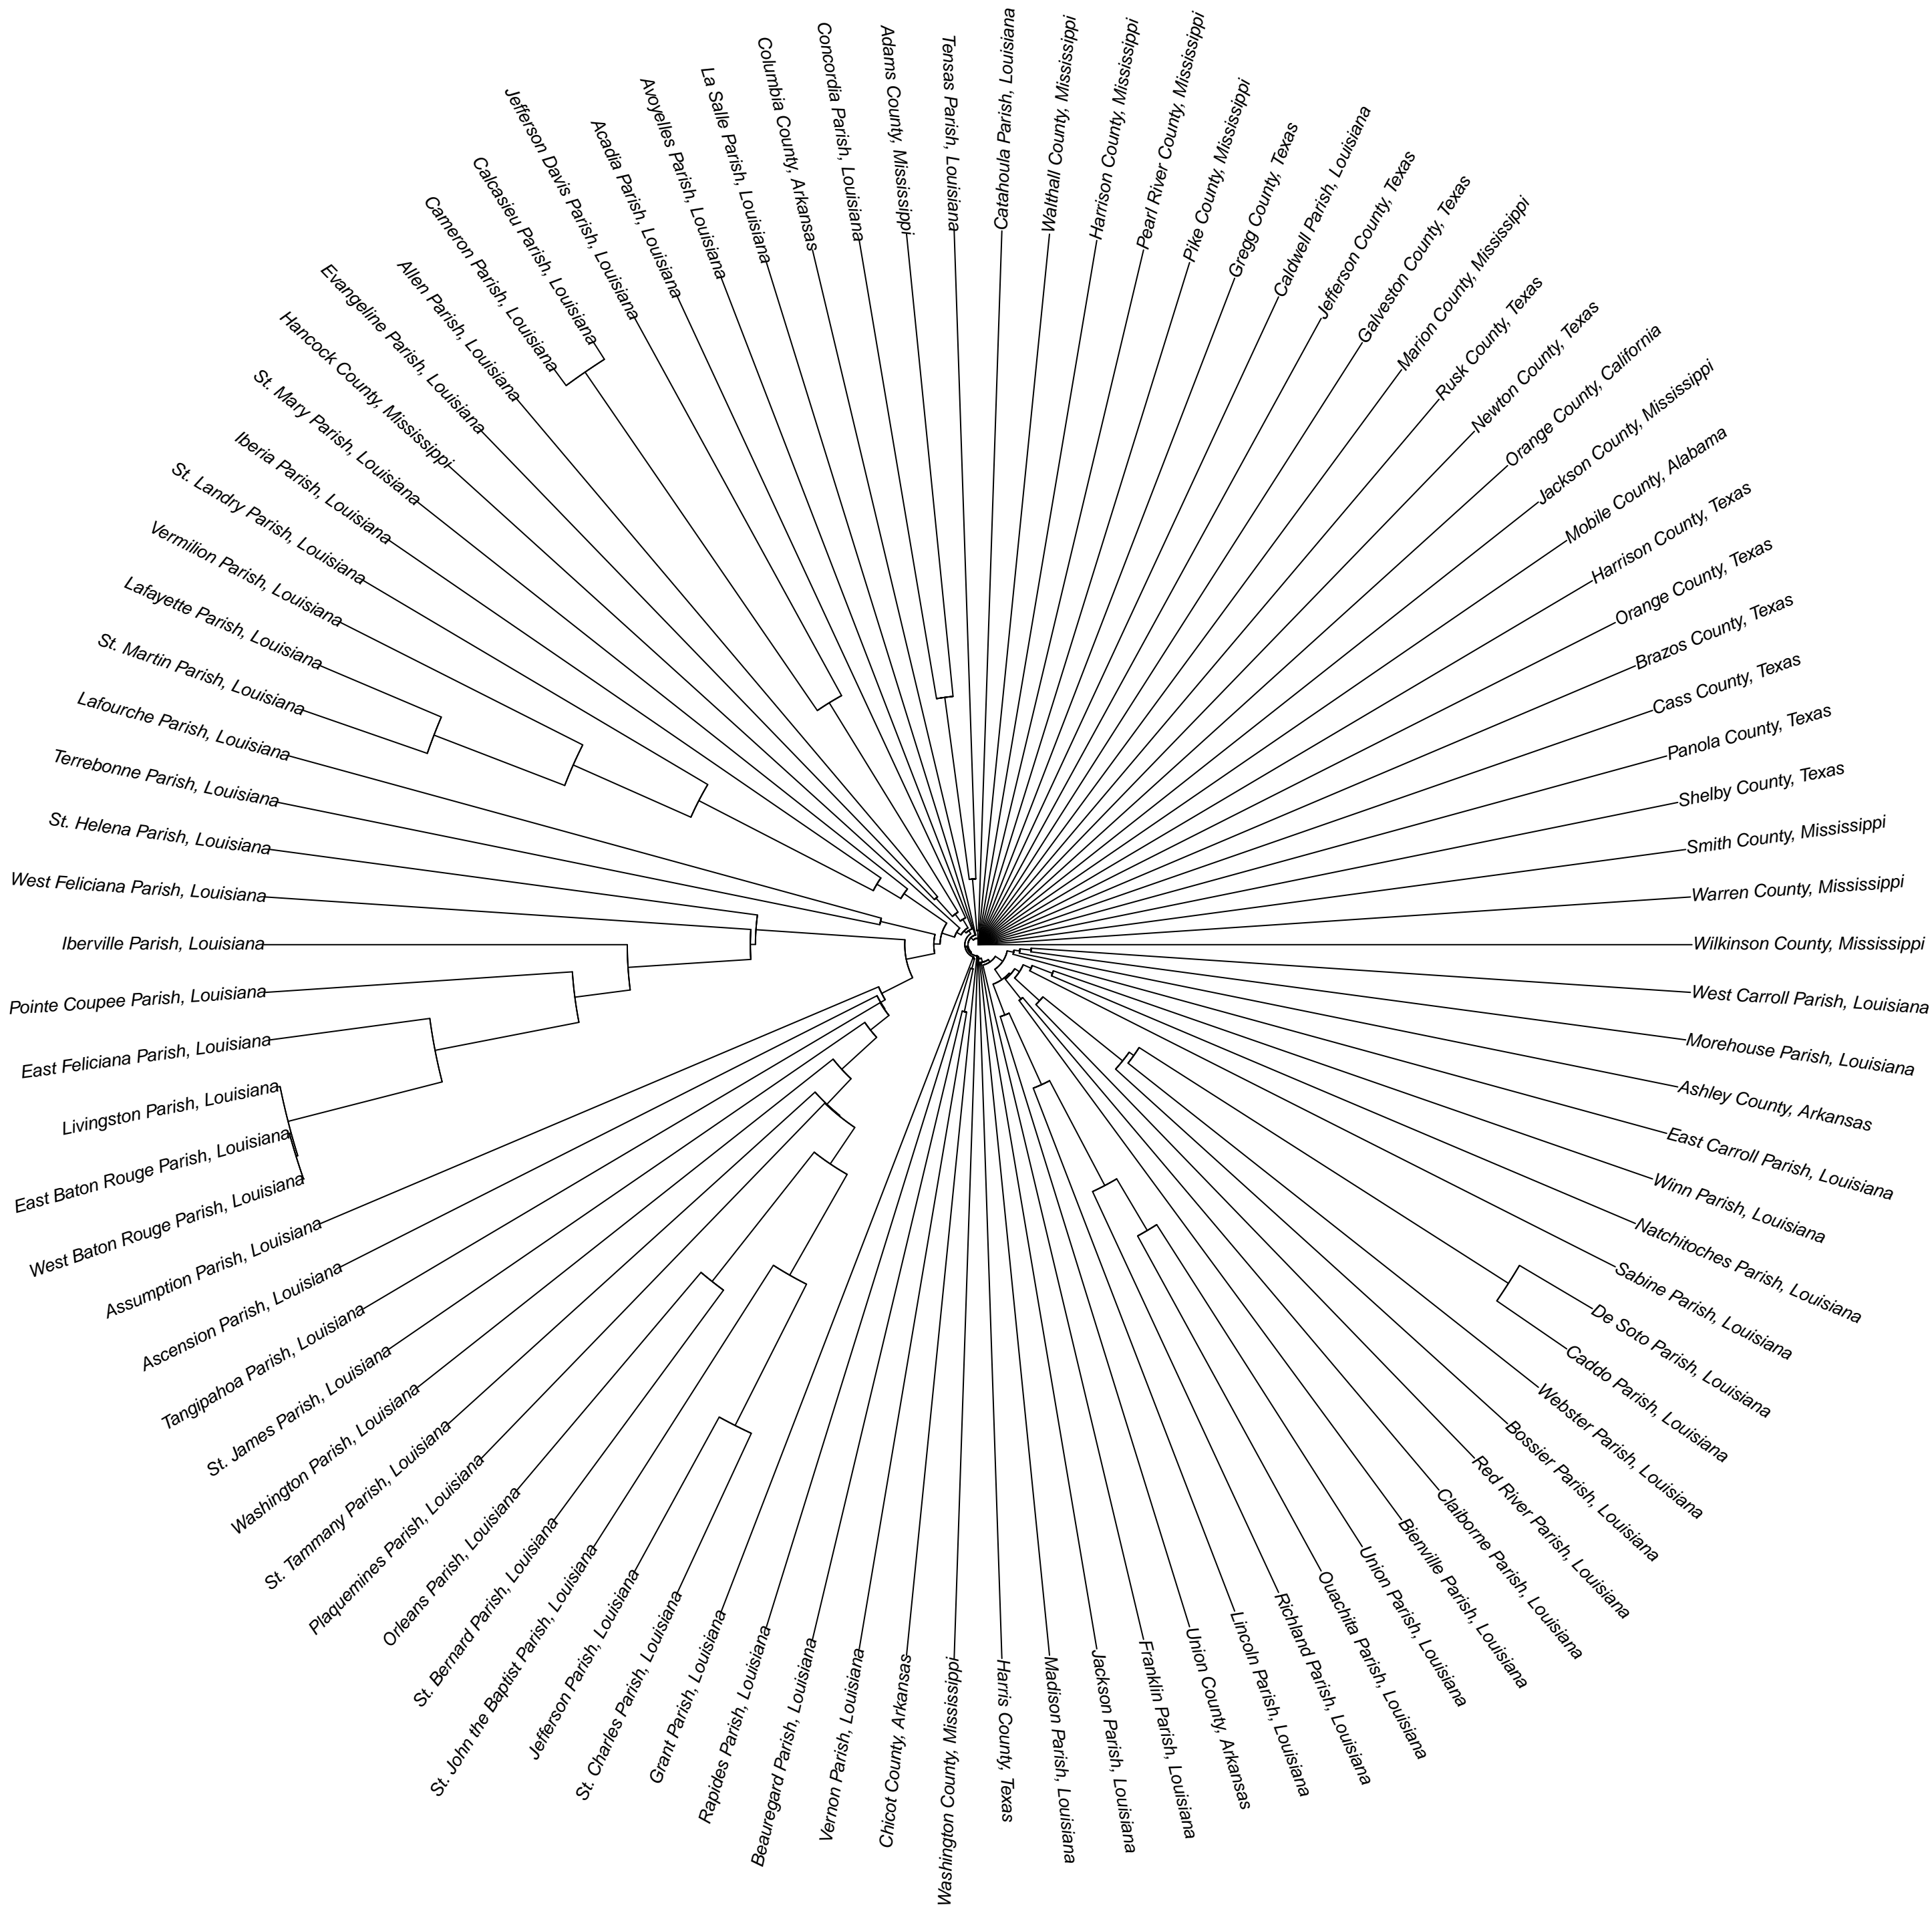 Catahoula Parish, Louisiana
Walthall County, Mississippi
Harrison County, Mississippi
Pearl River County, Mississippi
Pike County, Mississippi
Gregg County, Texas
Caldwell Parish, Louisiana
Jefferson County, Texas
Galveston County, Texas
Marion County, Mississippi
Rusk County, Texas
Newton County, Texas
Orange County, California
Jackson County, Mississippi
Mobile County, Alabama
Harrison County, Texas
Orange County, Texas
Brazos County, Texas
Cass County, Texas
Panola County, Texas
Shelby County, Texas
Smith County, Mississippi
Warren County, Mississippi
Wilkinson County, Mississippi
West Carroll Parish, Louisiana
Morehouse Parish, Louisiana
Ashley County, Arkansas
East Carroll Parish, Louisiana
Winn Parish, Louisiana
Natchitoches Parish, Louisiana
Sabine Parish, Louisiana
De Soto Parish, Louisiana
Caddo Parish, Louisiana
Webster Parish, Louisiana
Bossier Parish, Louisiana
Red River Parish, Louisiana
Claiborne Parish, Louisiana
Bienville Parish, Louisiana
Union Parish, Louisiana
Ouachita Parish, Louisiana
Richland Parish, Louisiana
Lincoln Parish, Louisiana
Union County, Arkansas
Franklin Parish, Louisiana
Jackson Parish, Louisiana
Madison Parish, Louisiana
Harris County, Texas
Washington County, Mississippi
Chicot County, Arkansas
Vernon Parish, Louisiana
Beauregard Parish, Louisiana
Rapides Parish, Louisiana
Grant Parish, Louisiana
St. Charles Parish, Louisiana
Jefferson Parish, Louisiana
St. John the Baptist Parish, Louisiana
St. Bernard Parish, Louisiana
Orleans Parish, Louisiana
Plaquemines Parish, Louisiana
St. Tammany Parish, Louisiana
Washington Parish, Louisiana
St. James Parish, Louisiana
Tangipahoa Parish, Louisiana
Ascension Parish, Louisiana
Assumption Parish, Louisiana
West Baton Rouge Parish, Louisiana
East Baton Rouge Parish, Louisiana
Livingston Parish, Louisiana
East Feliciana Parish, Louisiana
Pointe Coupee Parish, Louisiana
Iberville Parish, Louisiana
West Feliciana Parish, Louisiana
St. Helena Parish, Louisiana
Terrebonne Parish, Louisiana
Lafourche Parish, Louisiana
St. Martin Parish, Louisiana
Lafayette Parish, Louisiana
Vermilion Parish, Louisiana
St. Landry Parish, Louisiana
Iberia Parish, Louisiana
St. Mary Parish, Louisiana
Hancock County, Mississippi
Evangeline Parish, Louisiana
Allen Parish, Louisiana
Cameron Parish, Louisiana
Calcasieu Parish, Louisiana
Jefferson Davis Parish, Louisiana
Acadia Parish, Louisiana
Avoyelles Parish, Louisiana
La Salle Parish, Louisiana
Columbia County, Arkansas
Concordia Parish, Louisiana
Adams County, Mississippi
Tensas Parish, Louisiana